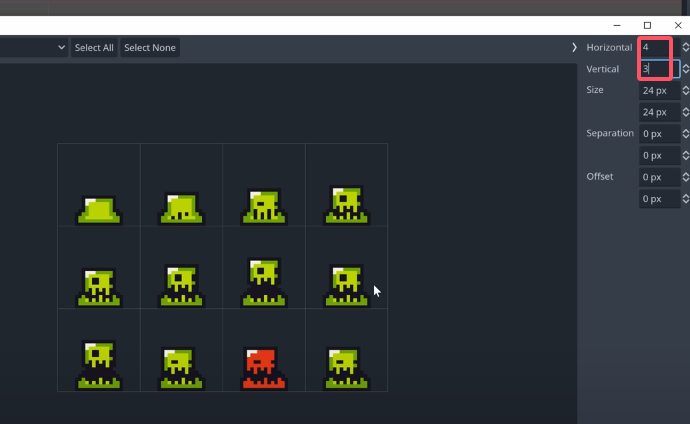 Select All Select None Horizontal 4
Vertical 3
Size 24 px
24 px
Separation 0 px
0 px
Offset 0 px
0 px